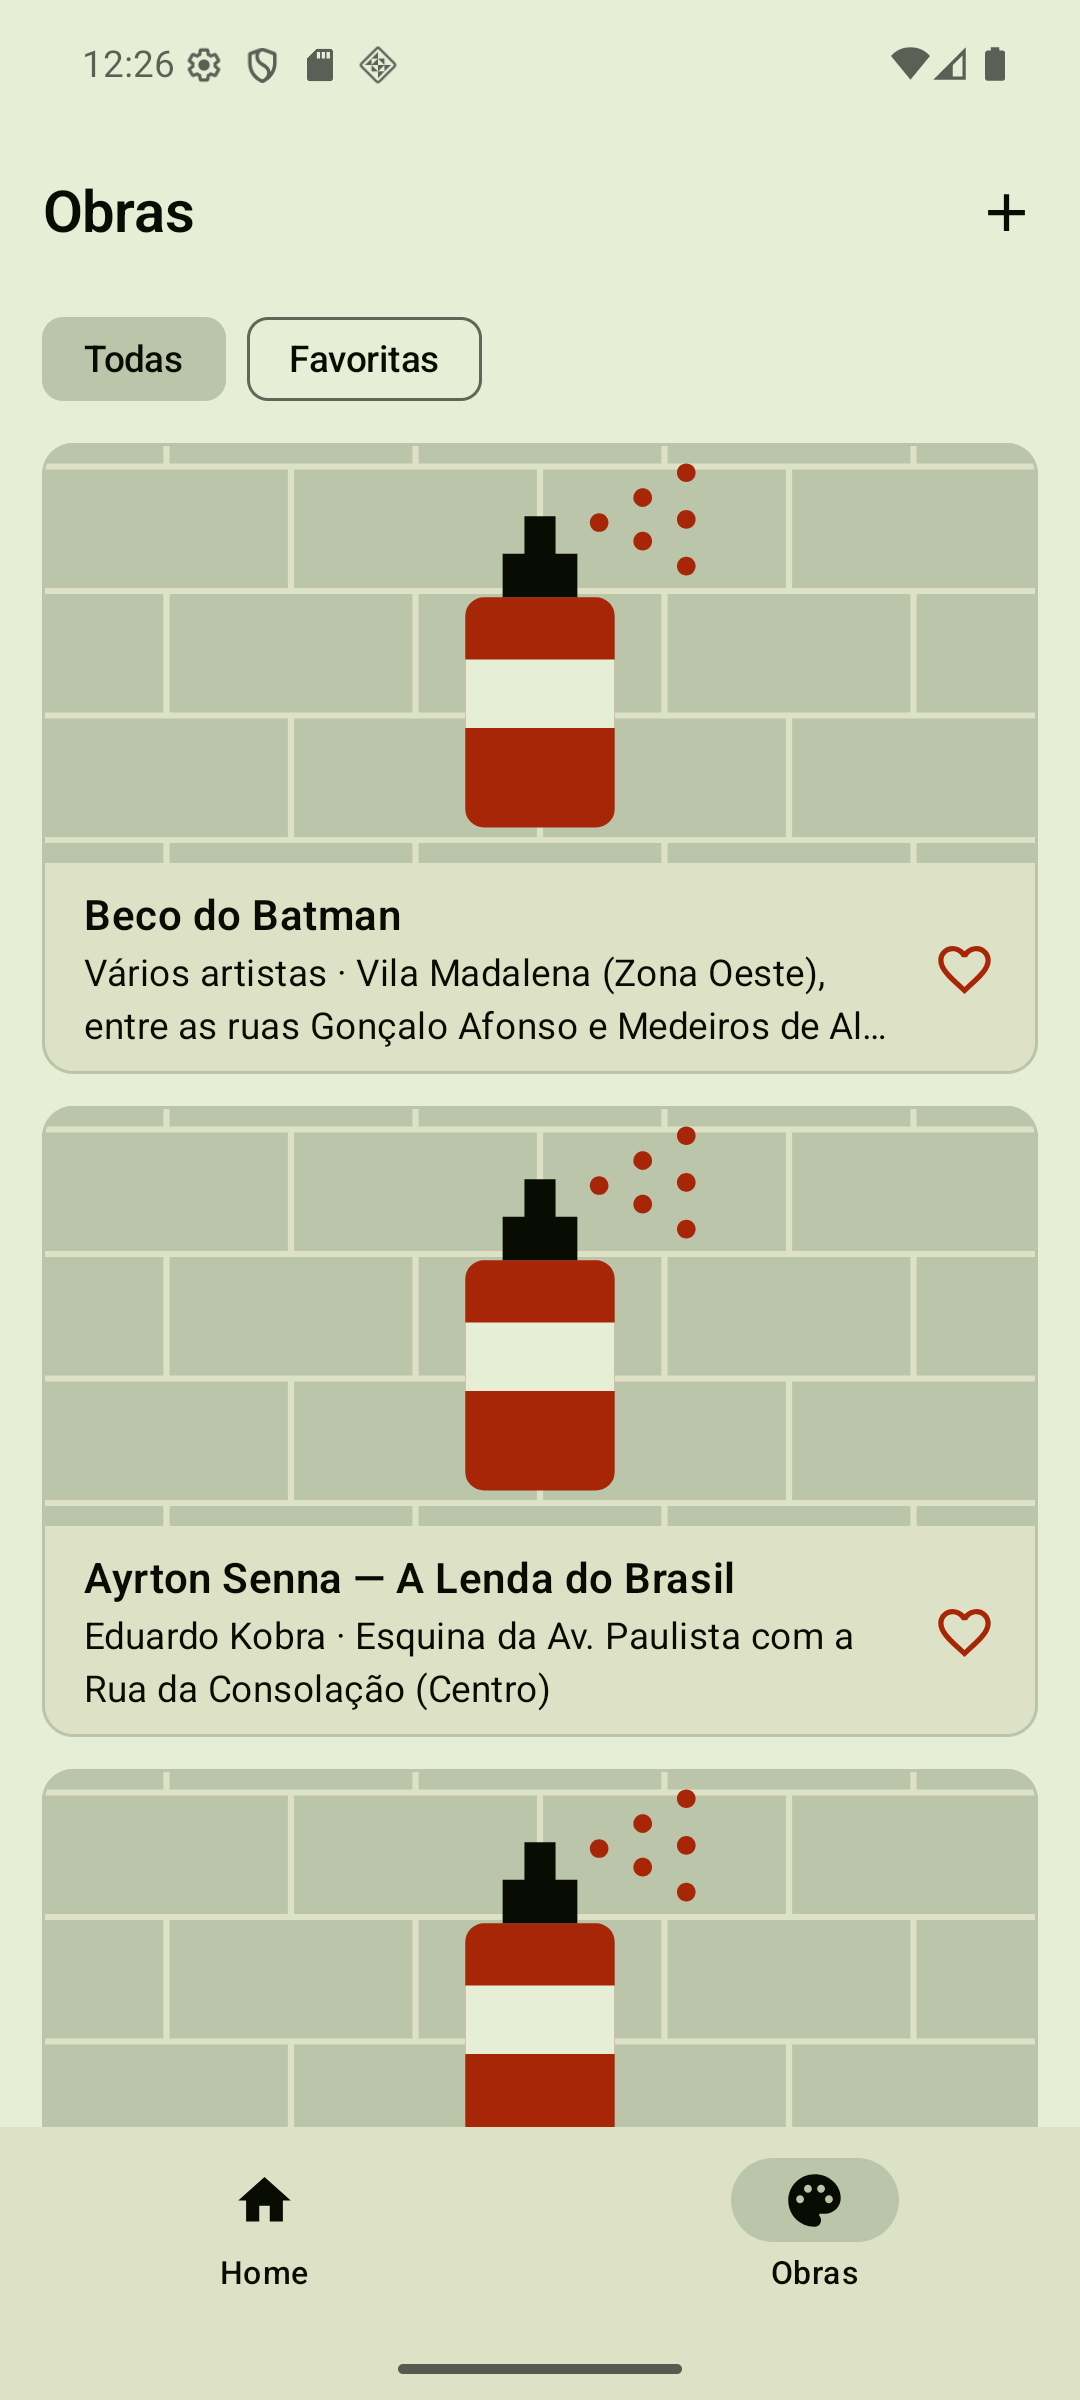 12:26
Obras
Todas
Favoritas
Beco do Batman
Vários artistas · Vila Madalena (Zona Oeste),
entre as ruas Gonçalo Afonso e Medeiros de Al...
Ayrton Senna — A Lenda do Brasil
Eduardo Kobra · Esquina da Av. Paulista com a
Rua da Consolação (Centro)
Home
Obras